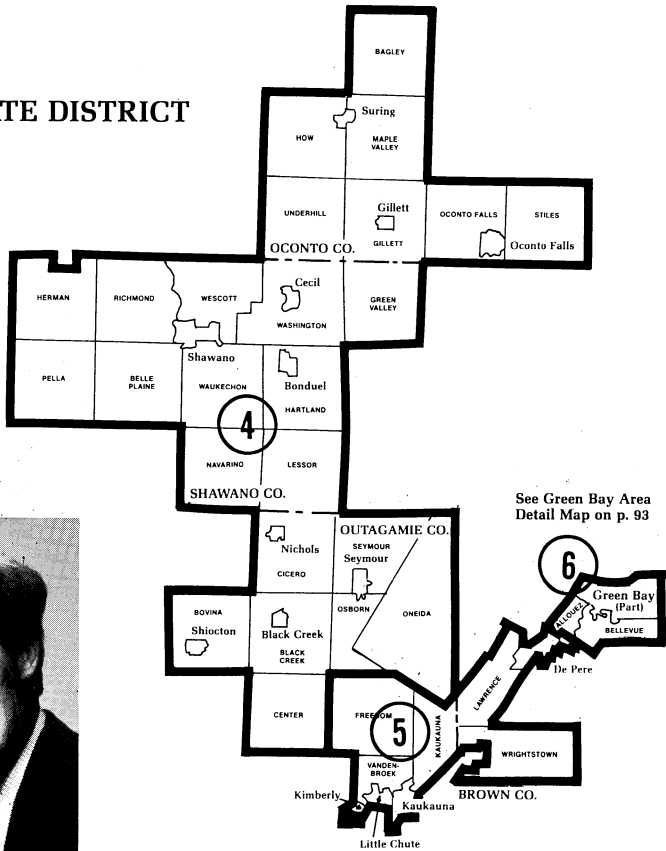 TE DISTRICT
BAGLEY
Suring
HOW
MAPLE
VALLEY
UNDERHILL
Gillett
GILLETT
OCONTO FALLS
STILES
Oconto Falls
OCONTO CO.
HERMAN
RICHMOND
WESCOTT
Cecil
WASHINGTON
GREEN
VALLEY
Shawano
PELLA
BELLE
PLAINE
WAUKECHON
Bonduel
HARTLAND
4
NAVARINO
LESSOR
SHAWANO CO.
See Green Bay Area
Detail Map on p. 93
OUTAGAMIE CO.
Nichols
CICERO
SEYMOUR
Seymour
6
Green Bay
(Part)
ALLOUEZ
BELLEVUE
BOVINA
Shiocton
Black Creek
BLACK
CREEK
OSBORN
ONEIDA
De Pere
LAWRENCE
CENTER
FREEDOM
5
KAUKAUNA
WRIGHTSTOWN
VANDEN-
BROEK
Kimberly
Kaukauna
BROWN CO.
Little Chute